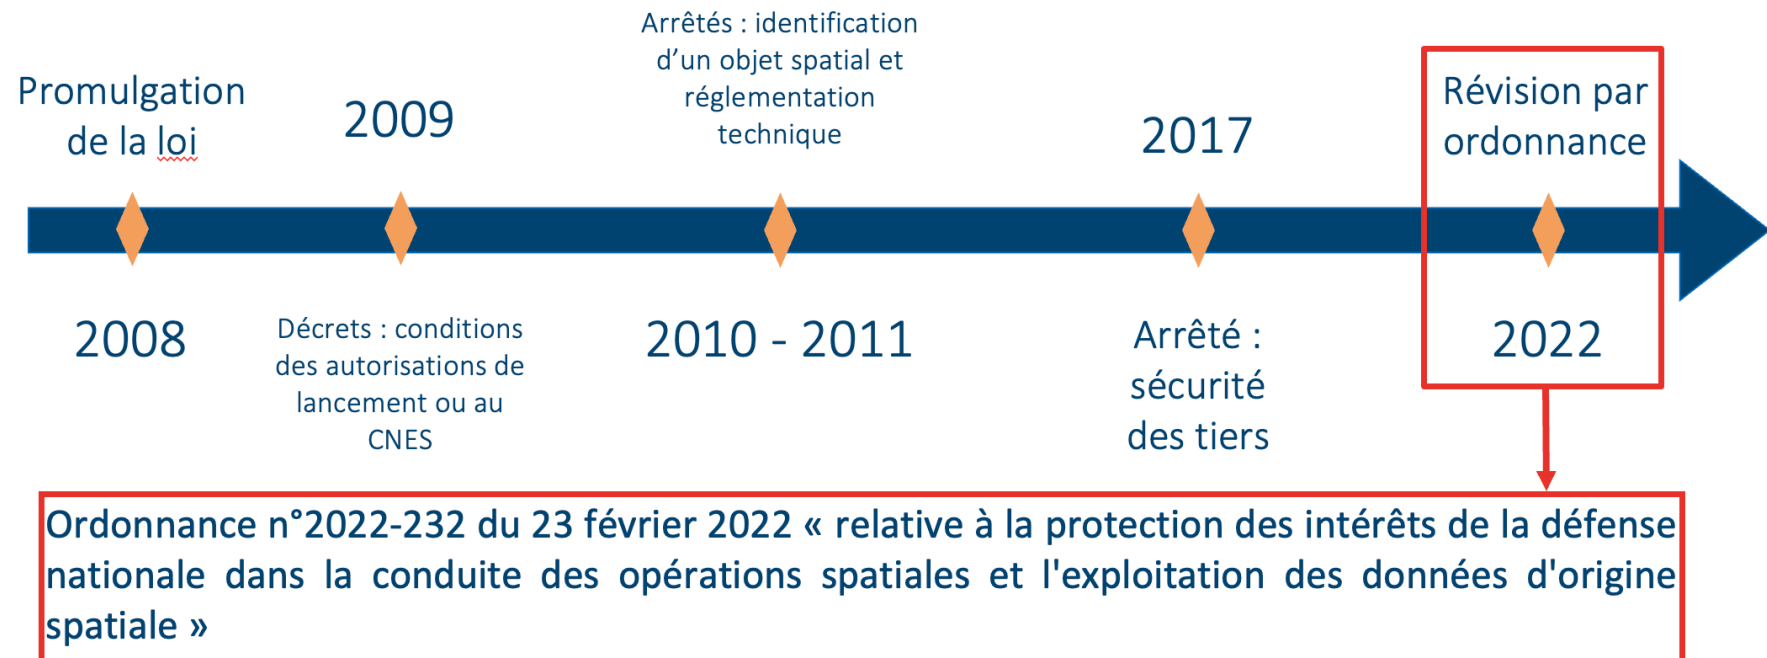 Promulgation
de la loi
2008
2009
Décrets : conditions
des autorisations de
lancement ou au
CNES
Arrêtés : identification
d’un objet spatial et
réglementation
technique
2010 - 2011
2017
Arrêté :
sécurité
des tiers
Révision par
ordonnance
2022
Ordonnance n°2022-232 du 23 février 2022 « relative à la protection des intérêts de la défense
nationale dans la conduite des opérations spatiales et l'exploitation des données d'origine
spatiale »